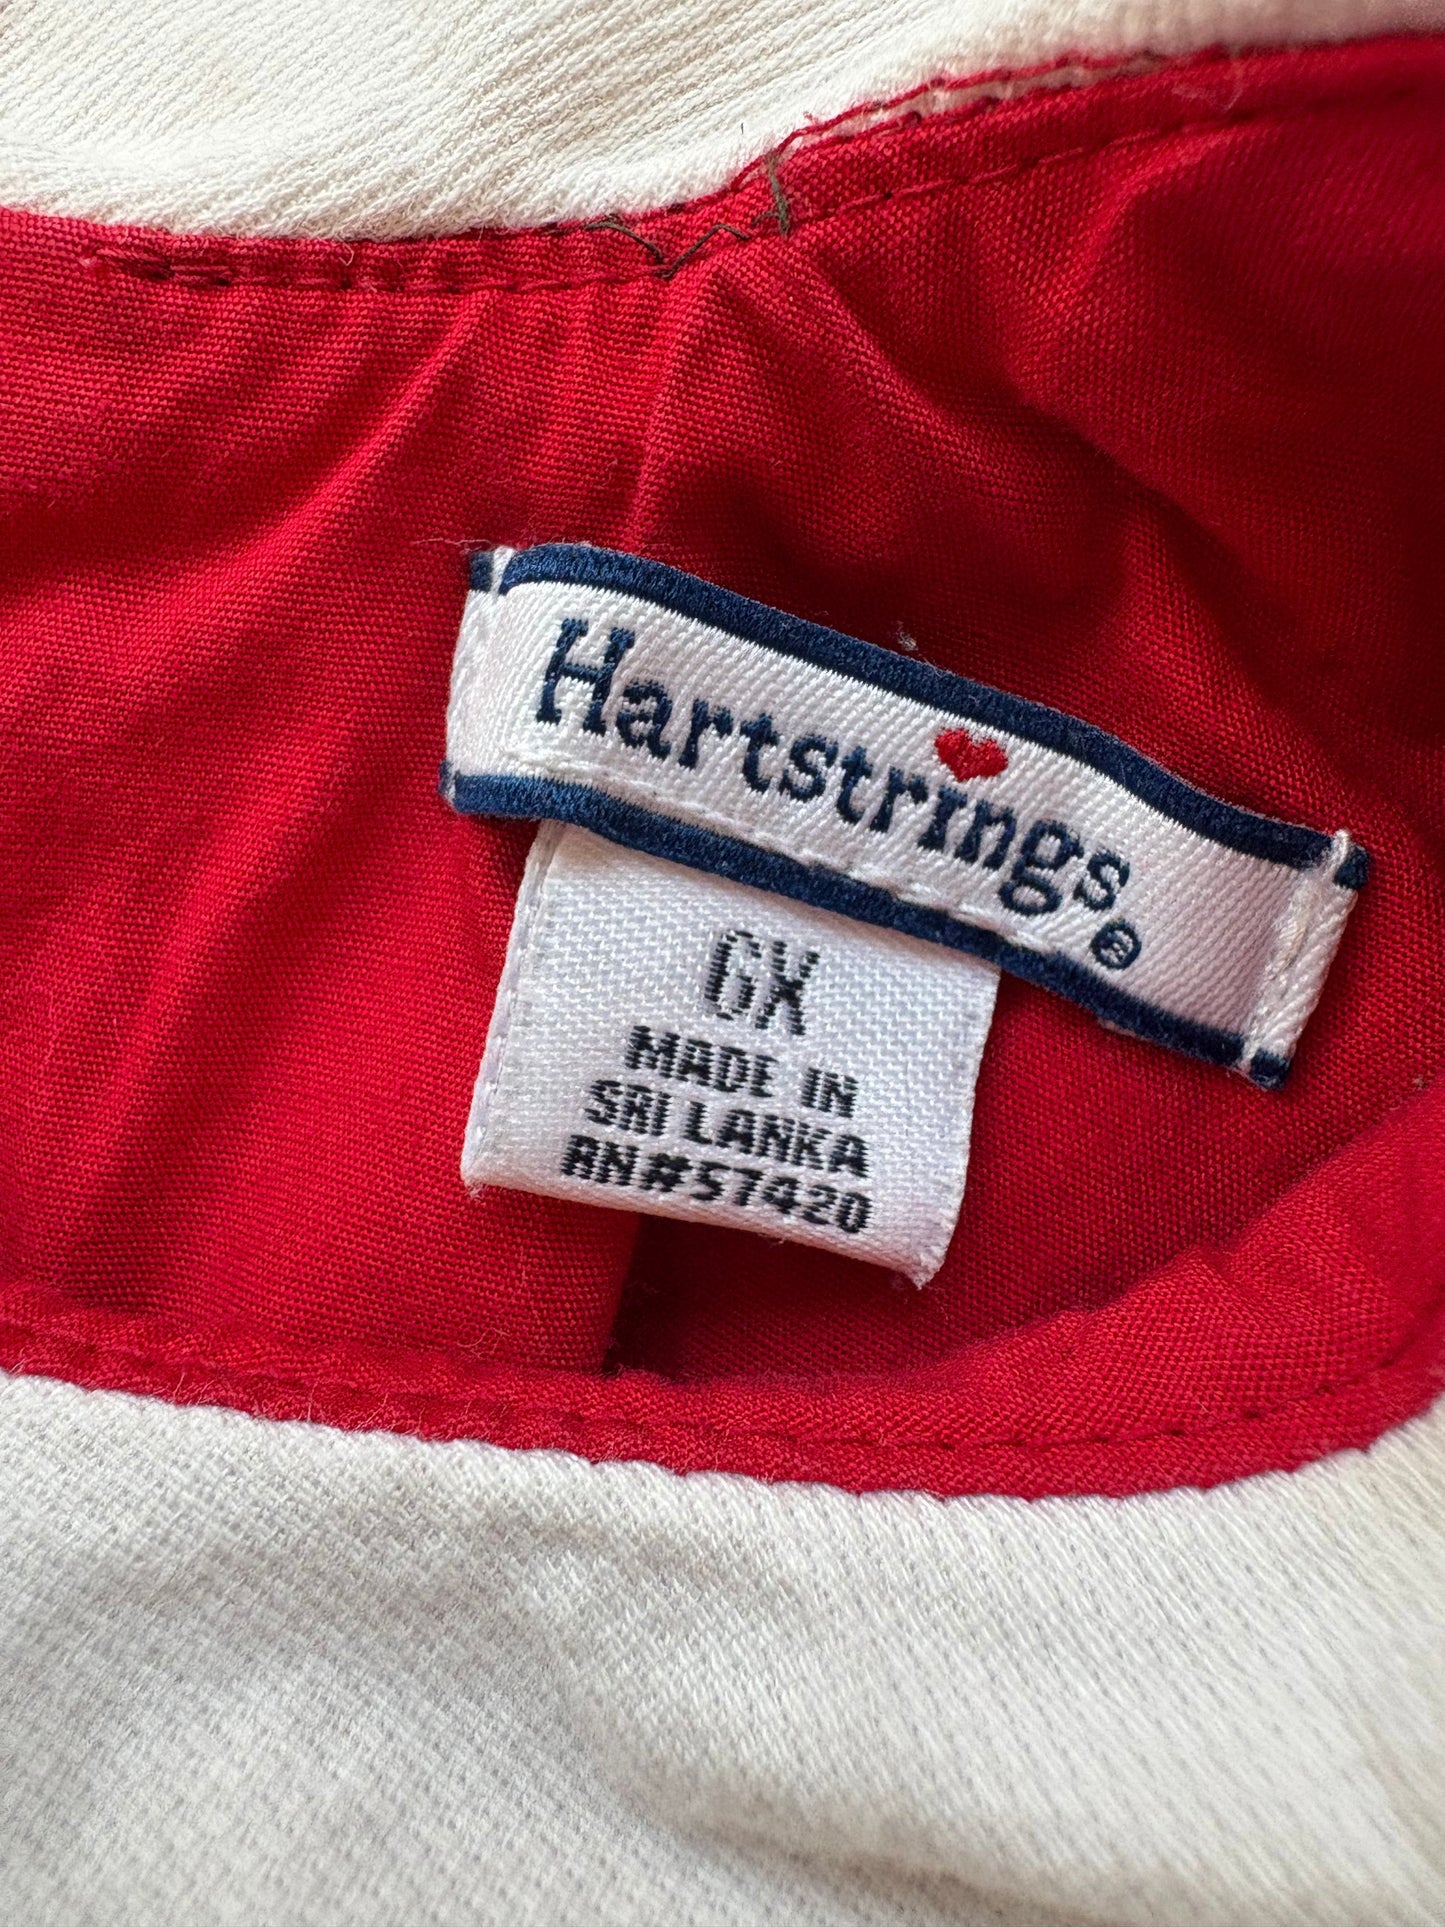 Hartstrings®
6X
MADE IN
SRI LANKA
RN#57420